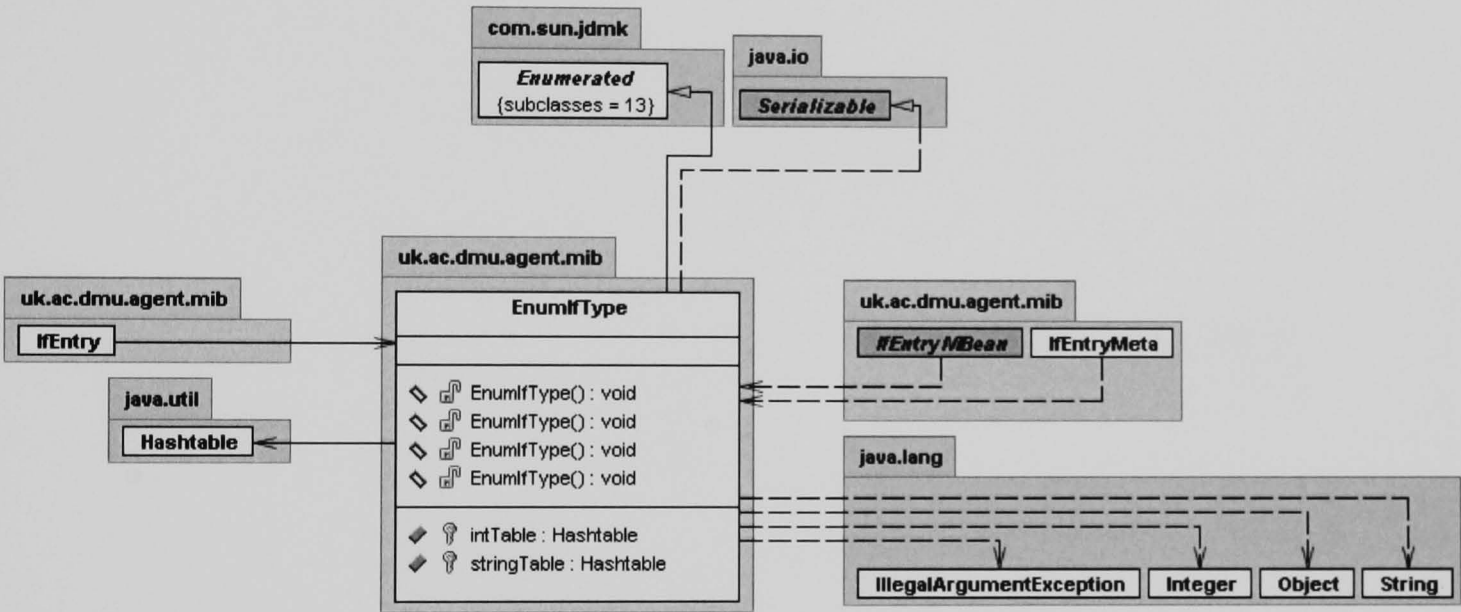 com.sun.jdmk
Enumerated
{subclasses = 13}
java.io
Serializable
uk.ac.dmu.agent.mib
EnumIfType
EnumIfType() : void
EnumIfType() : void
EnumIfType() : void
EnumIfType() : void
intTable : Hashtable
stringTable : Hashtable
uk.ac.dmu.agent.mib
IfEntry
java.util
Hashtable
uk.ac.dmu.agent.mib
IfEntryMBean
IfEntryMeta
java.lang
IllegalArgumentException
Integer
Object
String